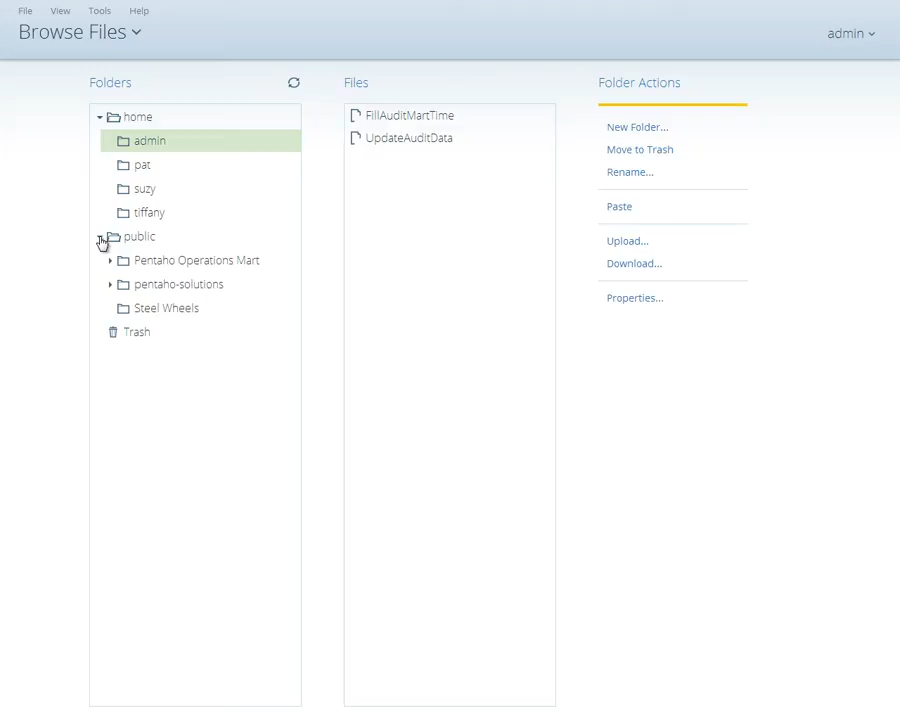 File View Tools Help
Browse Files
admin
Folders
home
admin
pat
suzy
tiffany
public
Pentaho Operations Mart
pentaho-solutions
Steel Wheels
Trash
Files
FillAuditMartTime
UpdateAuditData
Folder Actions
New Folder...
Move to Trash
Rename...
Paste
Upload...
Download...
Properties...